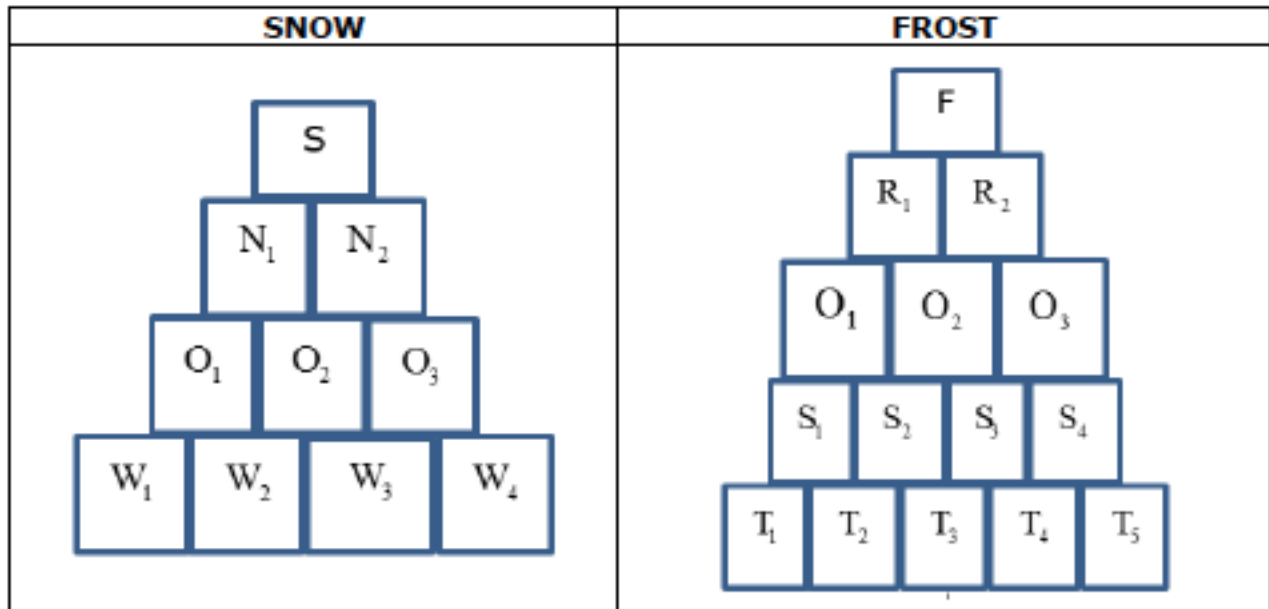 SNOW
FROST
S
N₁ N₂
O₁ O₂ O₃
W₁ W₂ W₃ W₄
F
R₁ R₂
O₁ O₂ O₃
S₁ S₂ S₃ S₄
T₁ T₂ T₃ T₄ T₅